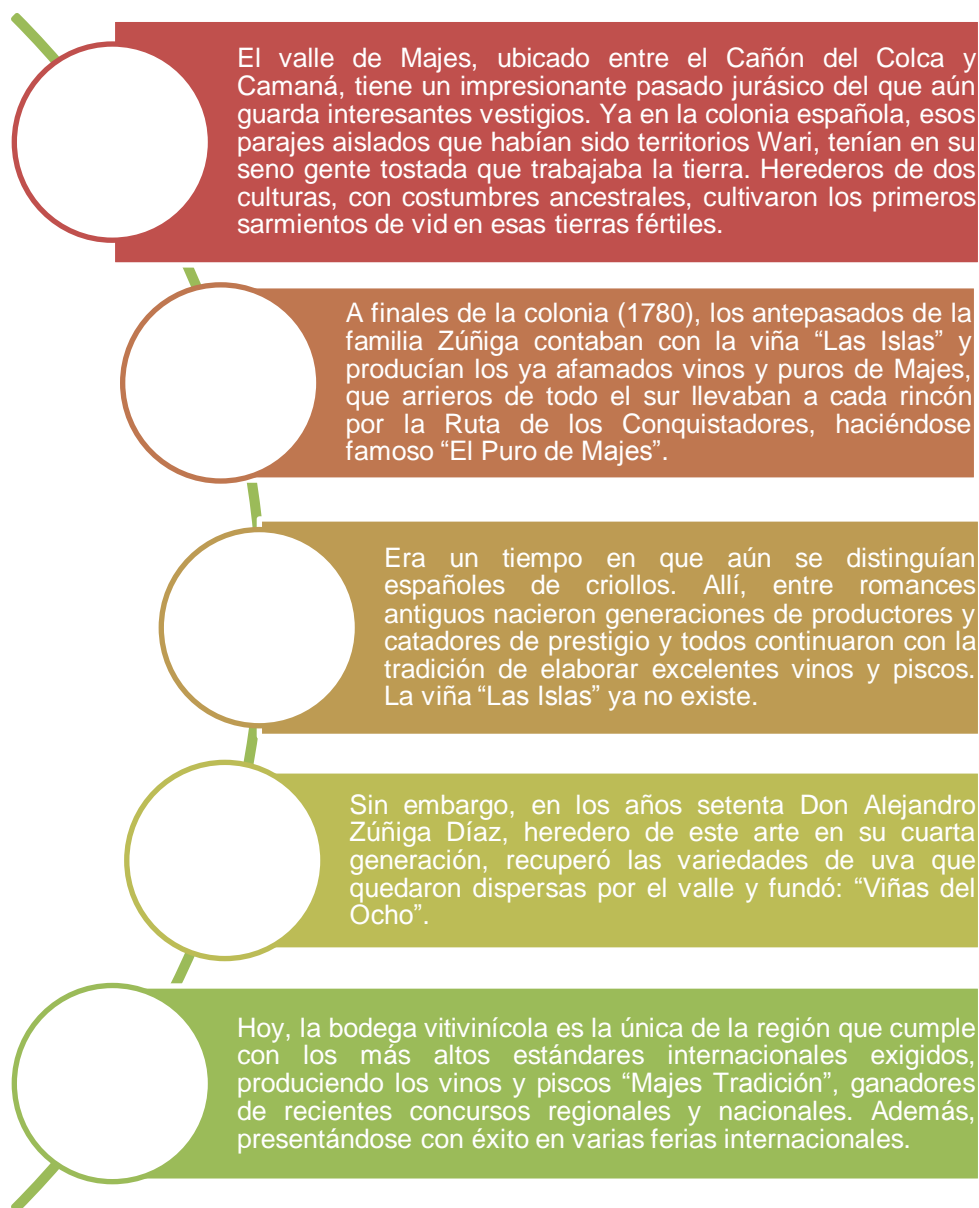 El valle de Majes, ubicado entre el Cañón del Colca y
Camaná, tiene un impresionante pasado jurásico del que aún
guarda interesantes vestigios. Ya en la colonia española, esos
parajes aislados que habían sido territorios Wari, tenían en su
seno gente tostada que trabajaba la tierra. Herederos de dos
culturas, con costumbres ancestrales, cultivaron los primeros
sarmientos de vid en esas tierras fértiles.
A finales de la colonia (1780), los antepasados de la
familia Zúñiga contaban con la viña “Las Islas” y
producían los ya afamados vinos y puros de Majes,
que arrieros de todo el sur llevaban a cada rincón
por la Ruta de los Conquistadores, haciéndose
famoso “El Puro de Majes”.
Era un tiempo en que aún se distinguían
españoles de criollos. Allí, entre romances
antiguos nacieron generaciones de productores y
catadores de prestigio y todos continuaron con la
tradición de elaborar excelentes vinos y piscos.
La viña “Las Islas” ya no existe.
Sin embargo, en los años setenta Don Alejandro
Zúñiga Díaz, heredero de este arte en su cuarta
generación, recuperó las variedades de uva que
quedaron dispersas por el valle y fundó: “Viñas del
Ocho”.
Hoy, la bodega vitivinícola es la única de la región que cumple
con los más altos estándares internacionales exigidos,
produciendo los vinos y piscos “Majes Tradición”, ganadores
de recientes concursos regionales y nacionales. Además,
presentándose con éxito en varias ferias internacionales.